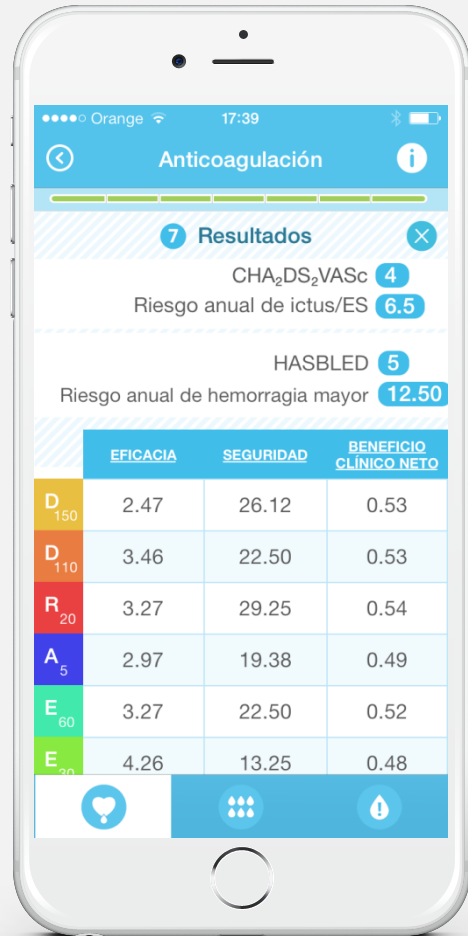 Orange 17:39
Anticoagulación i
7 Resultados
CHA₂DS₂VASc 4
Riesgo anual de ictus/ES 6.5
HASBLED 5
Riesgo anual de hemorragia mayor 12.50
EFICACIA SEGURIDAD BENEFICIO CLÍNICO NETO
D150 2.47 26.12 0.53
D110 3.46 22.50 0.53
R20 3.27 29.25 0.54
A5 2.97 19.38 0.49
E60 3.27 22.50 0.52
E30 4.26 13.25 0.48